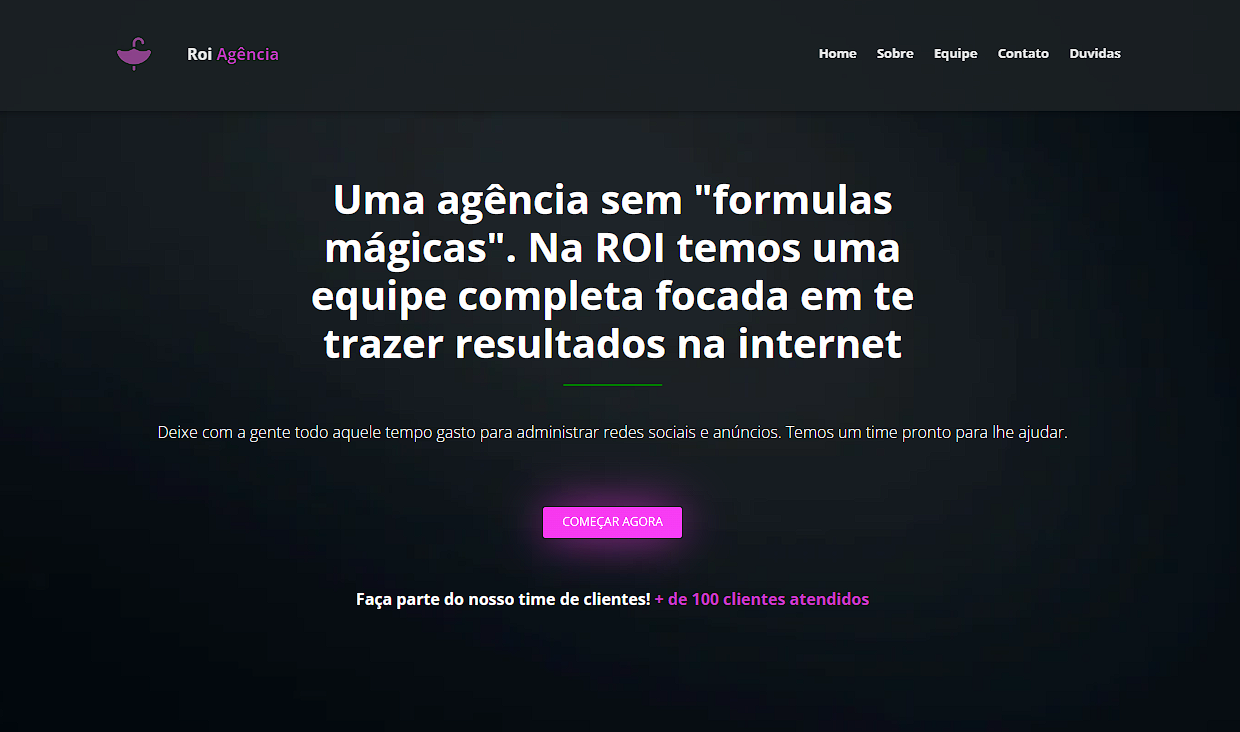 Roi Agência
Home Sobre Equipe Contato Duvidas
Uma agência sem "formulas
mágicas". Na ROI temos uma
equipe completa focada em te
trazer resultados na internet
Deixe com a gente todo aquele tempo gasto para administrar redes sociais e anúncios. Temos um time pronto para lhe ajudar.
COMEÇAR AGORA
Faça parte do nosso time de clientes! + de 100 clientes atendidos